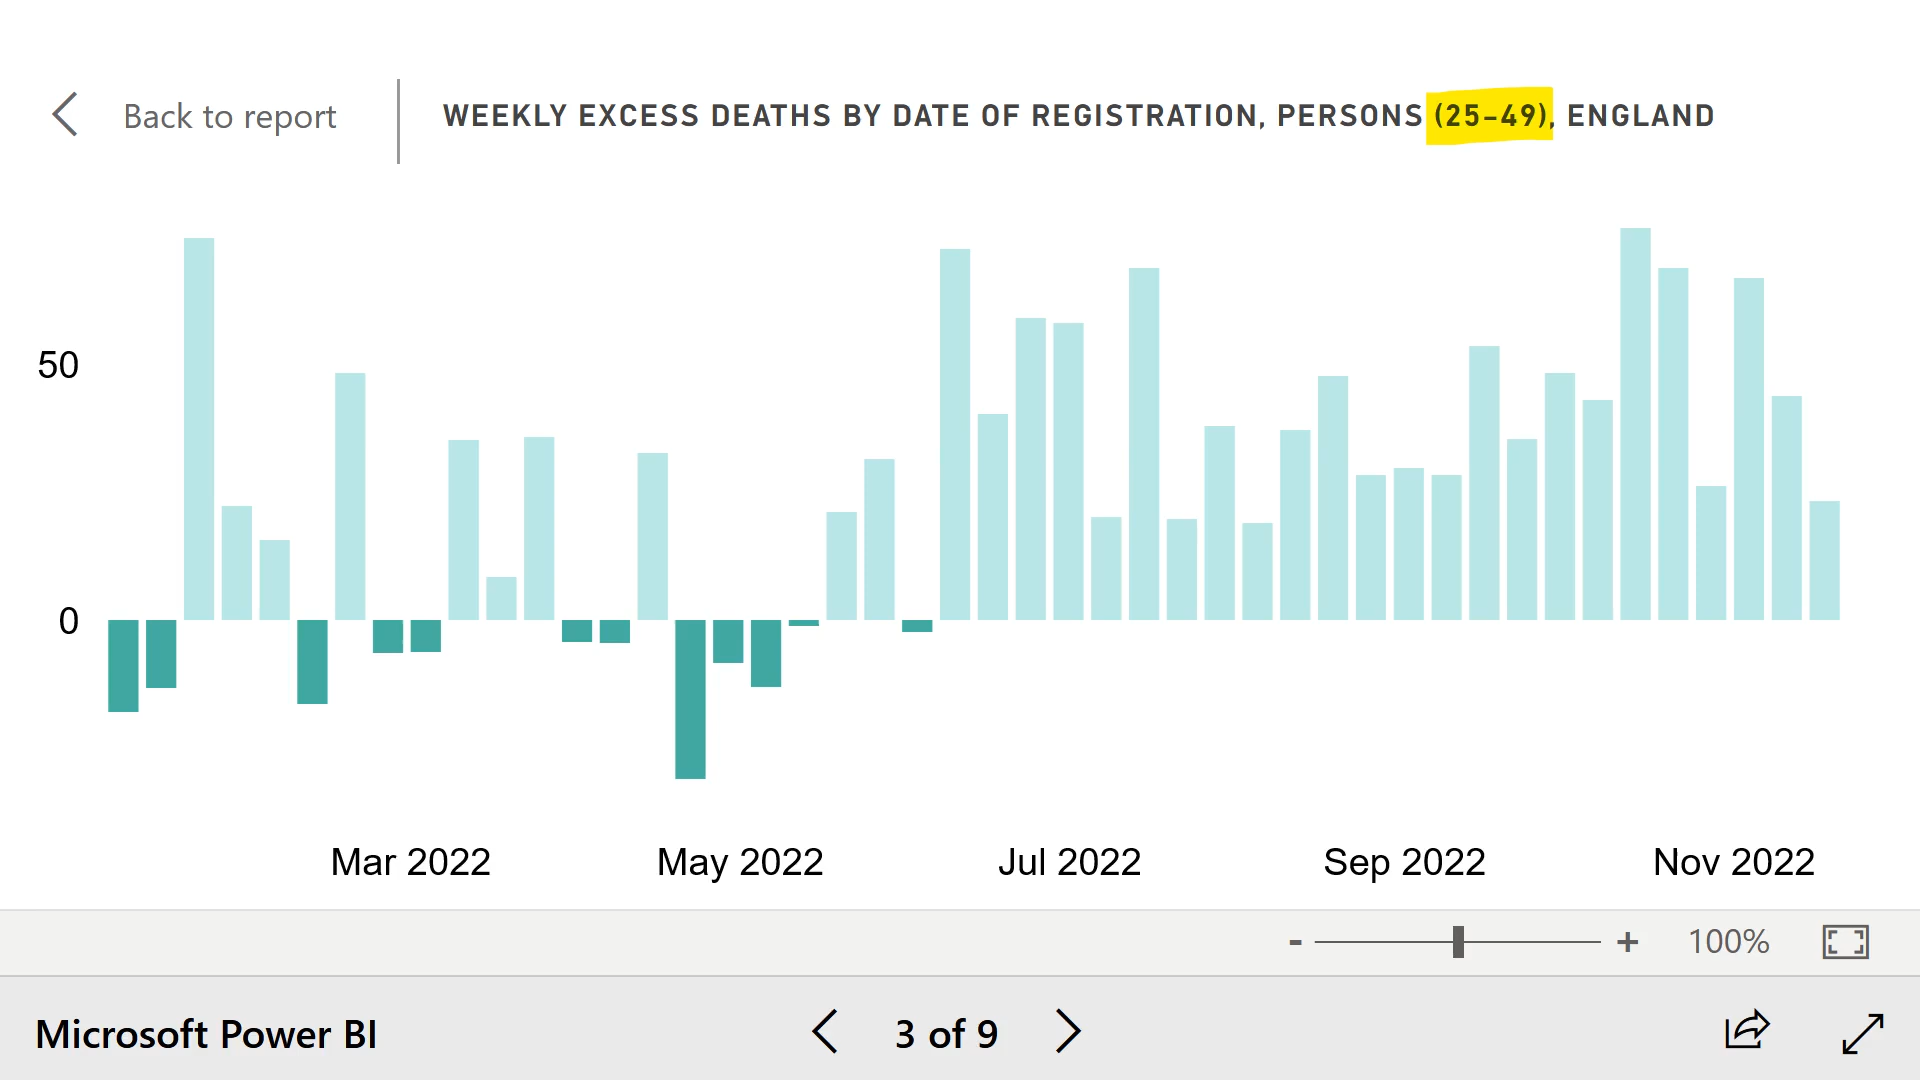 Back to report
WEEKLY EXCESS DEATHS BY DATE OF REGISTRATION, PERSONS (25–49), ENGLAND
50
0
Mar 2022 May 2022 Jul 2022 Sep 2022 Nov 2022
- + 100%
Microsoft Power BI 3 of 9